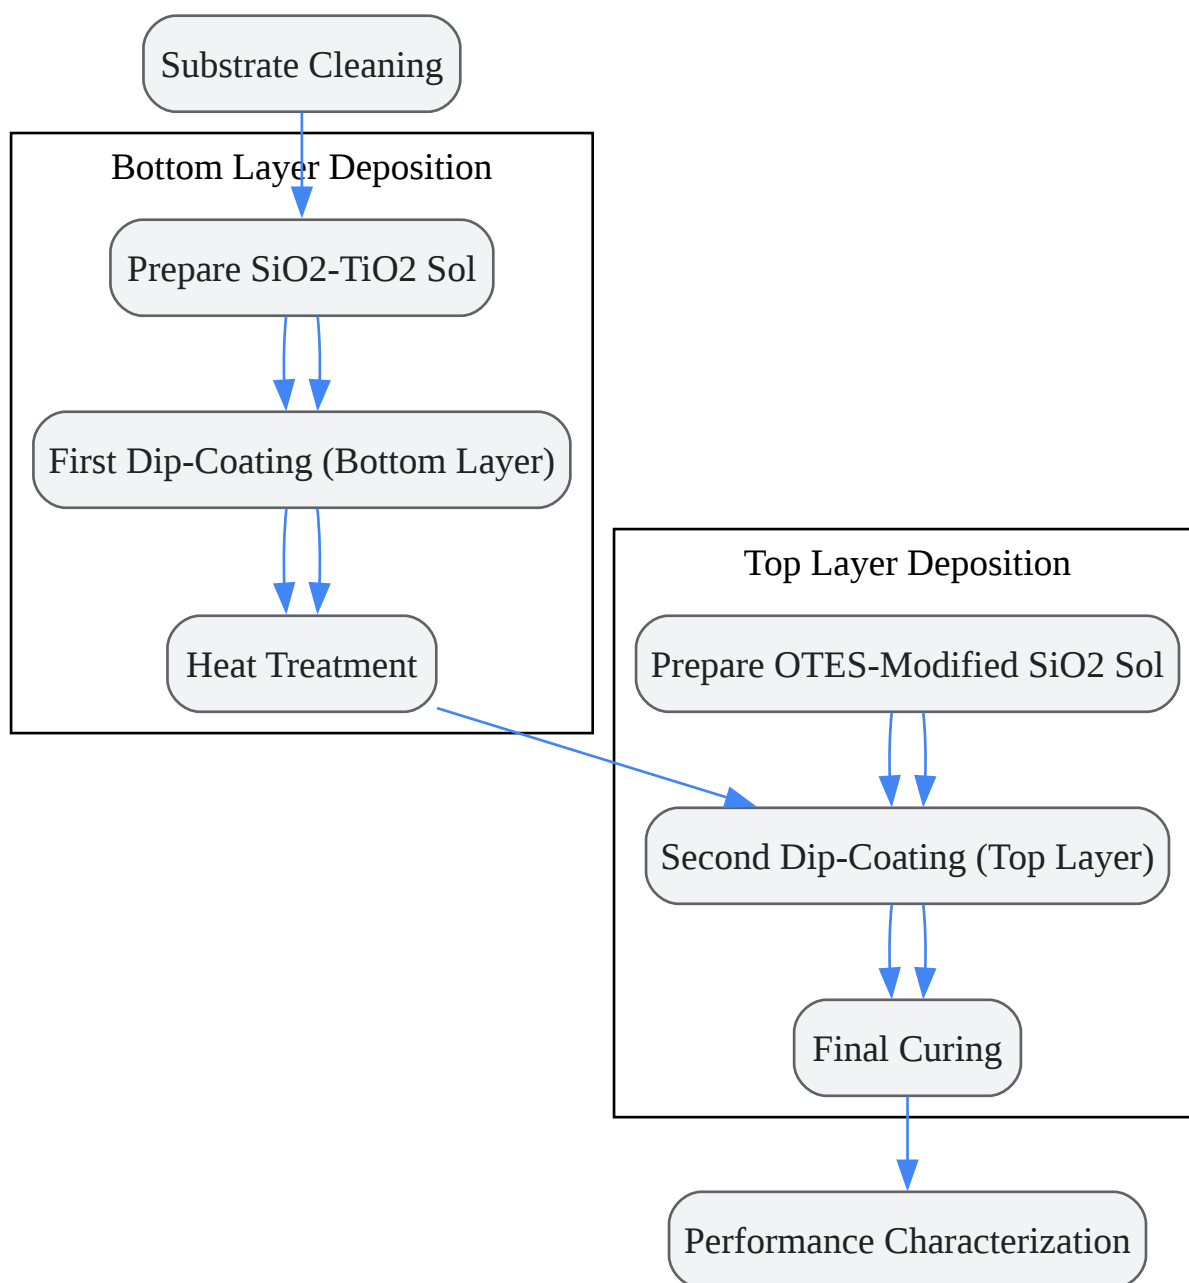 Substrate Cleaning
Bottom Layer Deposition
Prepare SiO2-TiO2 Sol
First Dip-Coating (Bottom Layer)
Heat Treatment
Top Layer Deposition
Prepare OTES-Modified SiO2 Sol
Second Dip-Coating (Top Layer)
Final Curing
Performance Characterization